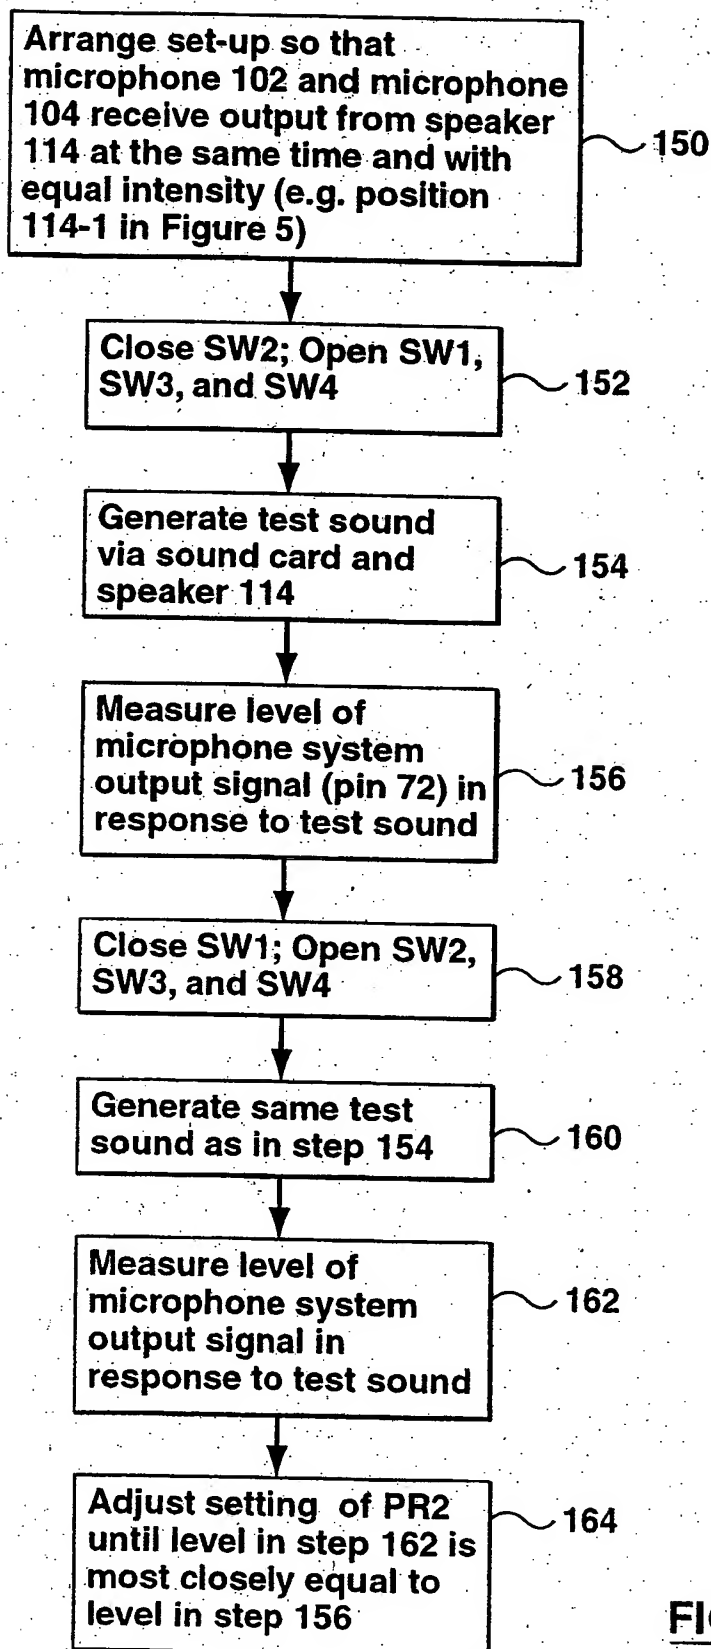 Arrange set-up so that
microphone 102 and microphone
104 receive output from speaker
114 at the same time and with
equal intensity (e.g. position
114-1 in Figure 5)
150
Close SW2; Open SW1,
SW3, and SW4
152
Generate test sound
via sound card and
speaker 114
154
Measure level of
microphone system
output signal (pin 72) in
response to test sound
156
Close SW1; Open SW2,
SW3, and SW4
158
Generate same test
sound as in step 154
160
Measure level of
microphone system
output signal in
response to test sound
162
Adjust setting of PR2
until level in step 162 is
most closely equal to
level in step 156
164